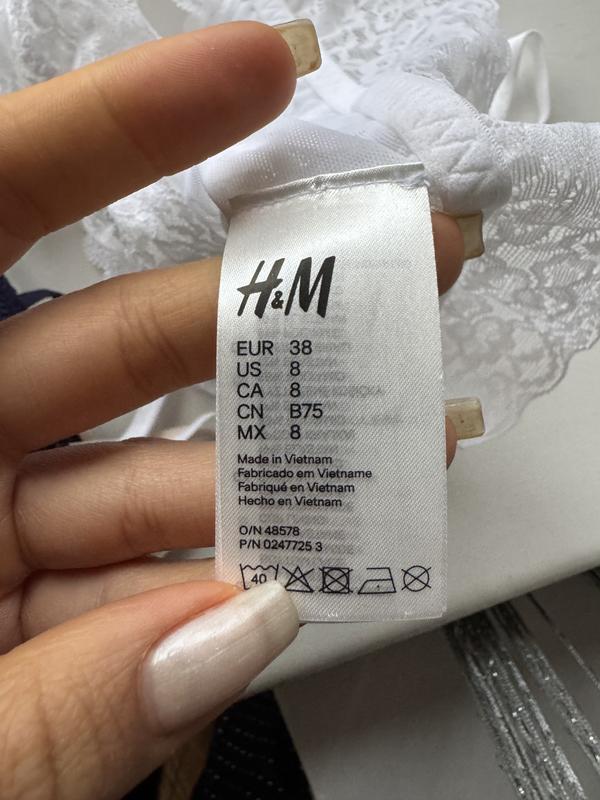 H&M
EUR 38
US 8
CA 8
CN B75
MX 8
Made in Vietnam
Fabricado em Vietname
Fabriqué en Vietnam
Hecho en Vietnam
O/N 48578
P/N 0247725 3
40